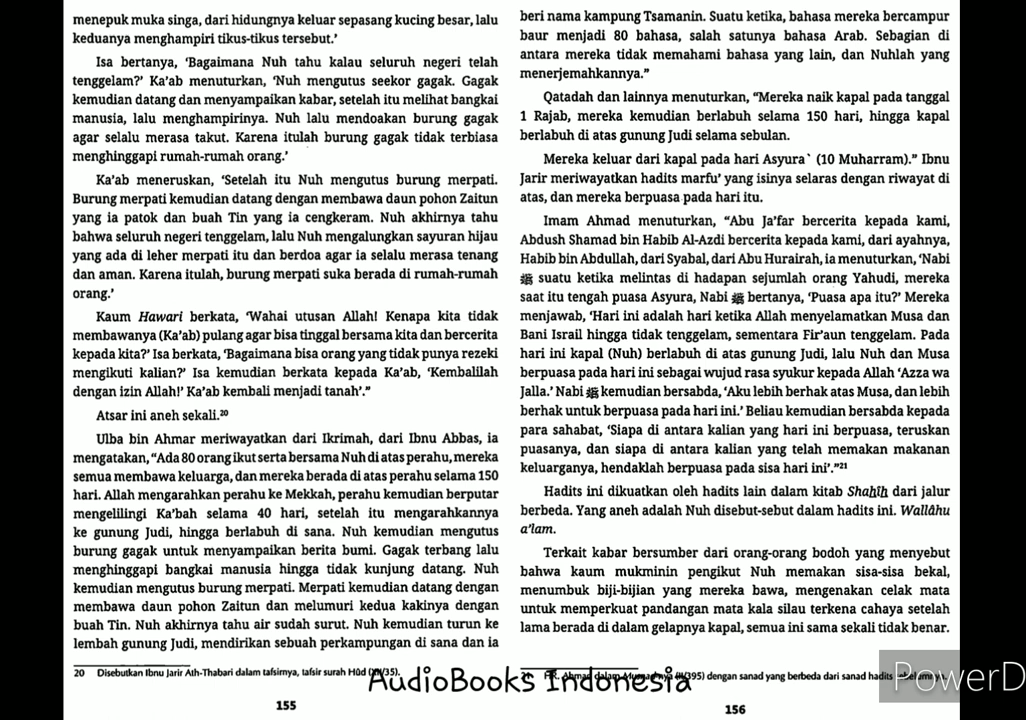 menepuk muka singa, dari hidungnya keluar sepasang kucing besar, lalu
keduanya menghampiri tikus-tikus tersebut.’
Isa bertanya, ‘Bagaimana Nuh tahu kalau seluruh negeri telah
tenggelam?’ Ka’ab menuturkan, ‘Nuh mengutus seekor gagak. Gagak
kemudian datang dan menyampaikan kabar, setelah itu melihat bangkai
manusia, lalu menghampirinya. Nuh lalu mendoakan burung gagak
agar selalu merasa takut. Karena itulah burung gagak tidak terbiasa
menghinggapi rumah-rumah orang.’
Ka’ab meneruskan, ‘Setelah itu Nuh mengutus burung merpati.
Burung merpati kemudian datang dengan membawa daun pohon Zaitun
yang ia patok dan buah Tin yang ia cengkeram. Nuh akhirnya tahu
bahwa seluruh negeri tenggelam, lalu Nuh mengalungkan sayuran hijau
yang ada di leher merpati itu dan berdoa agar ia selalu merasa tenang
dan aman. Karena itulah, burung merpati suka berada di rumah-rumah
orang.’
Kaum Hawari berkata, ‘Wahai utusan Allah! Kenapa kita tidak
membawanya (Ka’ab) pulang agar bisa tinggal bersama kita dan bercerita
kepada kita?’ Isa berkata, ‘Bagaimana bisa orang yang tidak punya rezeki
mengikuti kalian?’ Isa kemudian berkata kepada Ka’ab, ‘Kembalilah
dengan izin Allah!’ Ka’ab kembali menjadi tanah’.”
Atsar ini aneh sekali.20
Ulba bin Ahmar meriwayatkan dari Ikrimah, dari Ibnu Abbas, ia
mengatakan, “Ada 80 orang ikut serta bersama Nuh di atas perahu, mereka
semua membawa keluarga, dan mereka berada di atas perahu selama 150
hari. Allah mengarahkan perahu ke Mekkah, perahu kemudian berputar
mengelilingi Ka’bah selama 40 hari, setelah itu mengarahkannya
ke gunung Judi, hingga berlabuh di sana. Nuh kemudian mengutus
burung gagak untuk menyampaikan berita bumi. Gagak terbang lalu
menghinggapi bangkai manusia hingga tidak kunjung datang. Nuh
kemudian mengutus burung merpati. Merpati kemudian datang dengan
membawa daun pohon Zaitun dan melumuri kedua kakinya dengan
buah Tin. Nuh akhirnya tahu air sudah surut. Nuh kemudian turun ke
lembah gunung Judi, mendirikan sebuah perkampungan di sana dan ia
20 Disebutkan Ibnu Jarir Ath-Thabari dalam tafsirnya, tafsir surah Hûd (XII/35).
155
beri nama kampung Tsamanin. Suatu ketika, bahasa mereka bercampur
baur menjadi 80 bahasa, salah satunya bahasa Arab. Sebagian di
antara mereka tidak memahami bahasa yang lain, dan Nuhlah yang
menerjemahkannya.”
Qatadah dan lainnya menuturkan, “Mereka naik kapal pada tanggal
1 Rajab, mereka kemudian berlabuh selama 150 hari, hingga kapal
berlabuh di atas gunung Judi selama sebulan.
Mereka keluar dari kapal pada hari Asyura` (10 Muharram).” Ibnu
Jarir meriwayatkan hadits marfu’ yang isinya selaras dengan riwayat di
atas, dan mereka berpuasa pada hari itu.
Imam Ahmad menuturkan, “Abu Ja’far bercerita kepada kami,
Abdush Shamad bin Habib Al-Azdi bercerita kepada kami, dari ayahnya,
Habib bin Abdullah, dari Syabal, dari Abu Hurairah, ia menuturkan, ‘Nabi
ﷺ suatu ketika melintas di hadapan sejumlah orang Yahudi, mereka
saat itu tengah puasa Asyura, Nabi ﷺ bertanya, ‘Puasa apa itu?’ Mereka
menjawab, ‘Hari ini adalah hari ketika Allah menyelamatkan Musa dan
Bani Israil hingga tidak tenggelam, sementara Fir’aun tenggelam. Pada
hari ini kapal (Nuh) berlabuh di atas gunung Judi, lalu Nuh dan Musa
berpuasa pada hari ini sebagai wujud rasa syukur kepada Allah ‘Azza wa
Jalla.’ Nabi ﷺ kemudian bersabda, ‘Aku lebih berhak atas Musa, dan lebih
berhak untuk berpuasa pada hari ini.’ Beliau kemudian bersabda kepada
para sahabat, ‘Siapa di antara kalian yang hari ini berpuasa, teruskan
puasanya, dan siapa di antara kalian yang telah memakan makanan
keluarganya, hendaklah berpuasa pada sisa hari ini’.”21
Hadits ini dikuatkan oleh hadits lain dalam kitab Shahîh dari jalur
berbeda. Yang aneh adalah Nuh disebut-sebut dalam hadits ini. Wallâhu
a’lam.
Terkait kabar bersumber dari orang-orang bodoh yang menyebut
bahwa kaum mukminin pengikut Nuh memakan sisa-sisa bekal,
menumbuk biji-bijian yang mereka bawa, mengenakan celak mata
untuk memperkuat pandangan mata kala silau terkena cahaya setelah
lama berada di dalam gelapnya kapal, semua ini sama sekali tidak benar.
HR. Ahmad dalam Musnadnya (II/395) dengan sanad yang berbeda dari sanad hadits sebelumnya.
156
AudioBooks Indonesia
PowerD